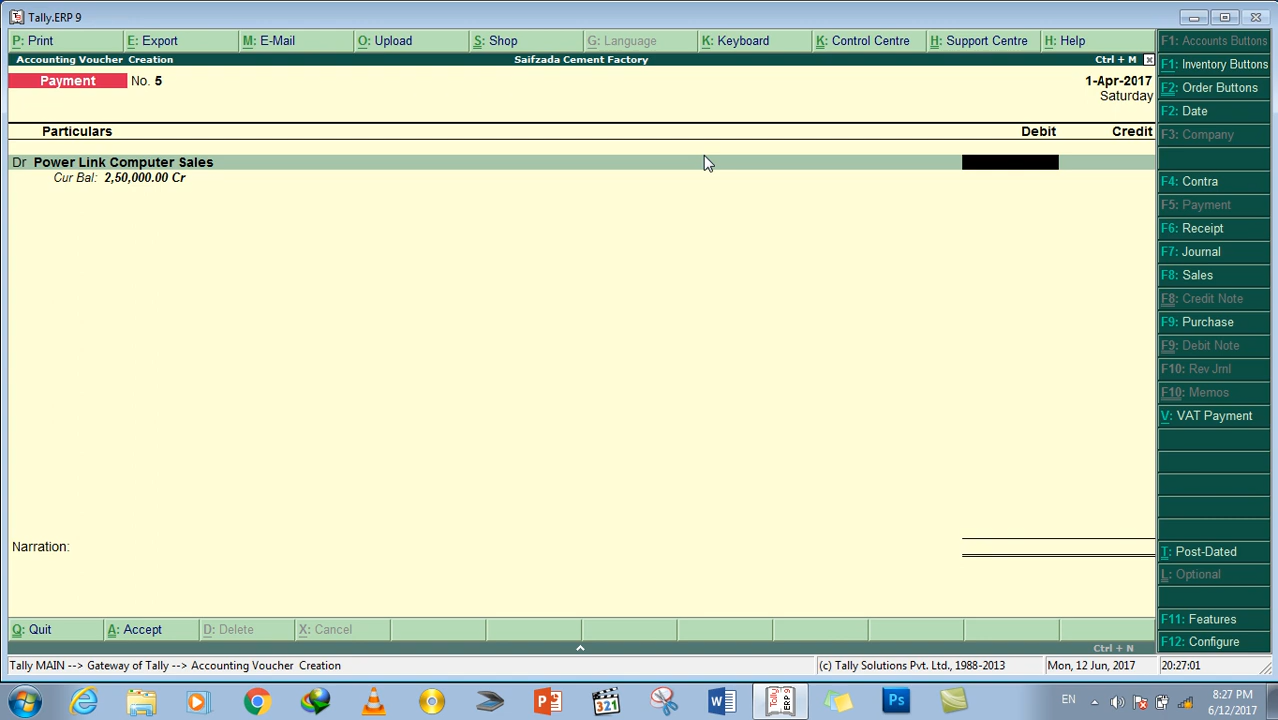 Tally.ERP 9
P: Print E: Export M: E-Mail O: Upload S: Shop G: Language K: Keyboard K: Control Centre H: Support Centre H: Help
Accounting Voucher Creation Saifzada Cement Factory Ctrl + M
Payment No. 5 1-Apr-2017
Saturday
Particulars Debit Credit
Dr Power Link Computer Sales
Cur Bal: 2,50,000.00 Cr
Narration:
F1: Accounts Buttons
F1: Inventory Buttons
F2: Order Buttons
F2: Date
F3: Company
F4: Contra
F5: Payment
F6: Receipt
F7: Journal
F8: Sales
F8: Credit Note
F9: Purchase
F9: Debit Note
F10: Rev Jrnl
F10: Memos
V: VAT Payment
T: Post-Dated
L: Optional
F11: Features
F12: Configure
Q: Quit A: Accept D: Delete X: Cancel
Ctrl + N
Tally MAIN --> Gateway of Tally --> Accounting Voucher Creation (c) Tally Solutions Pvt. Ltd., 1988-2013 Mon, 12 Jun, 2017 20:27:01
321 ERP 9 Ps EN 8:27 PM
6/12/2017